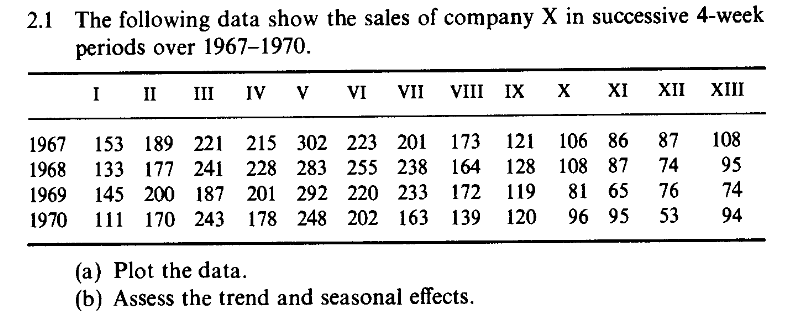 2.1 The following data show the sales of company X in successive 4-week
periods over 1967–1970.
I II III IV V VI VII VIII IX X XI XII XIII
1967 153 189 221 215 302 223 201 173 121 106 86 87 108
1968 133 177 241 228 283 255 238 164 128 108 87 74 95
1969 145 200 187 201 292 220 233 172 119 81 65 76 74
1970 111 170 243 178 248 202 163 139 120 96 95 53 94
(a) Plot the data.
(b) Assess the trend and seasonal effects.